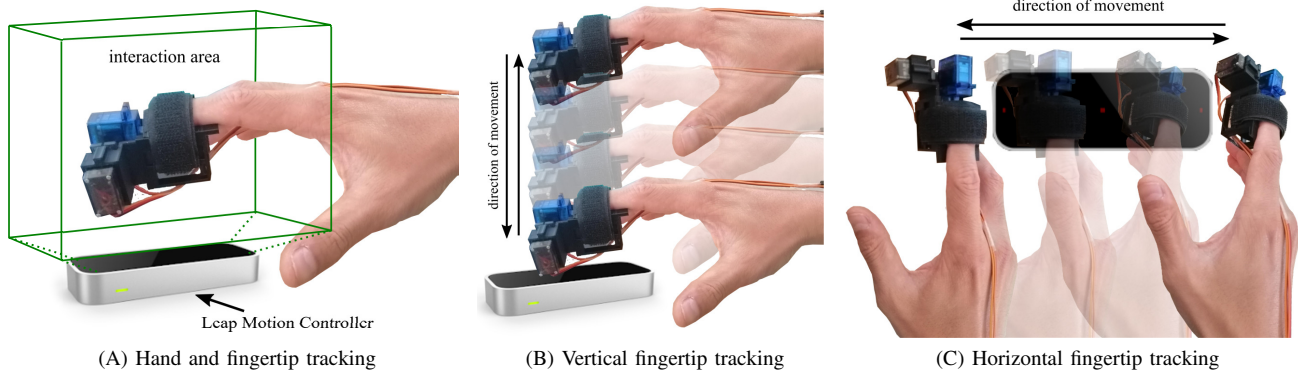 interaction area
Leap Motion Controller
(A) Hand and fingertip tracking
direction of movement
(B) Vertical fingertip tracking
direction of movement
(C) Horizontal fingertip tracking